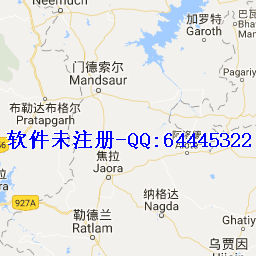 Neemuch
加罗特
Garoth
门德索尔
Mandsaur
Pagariy
布勒达布格尔
Pratapgarh
软件未注册-QQ:64445322
焦拉
Jaora
927A
纳格达
Nagda
勒德兰
Ratlam
Ghatiy
乌贾因